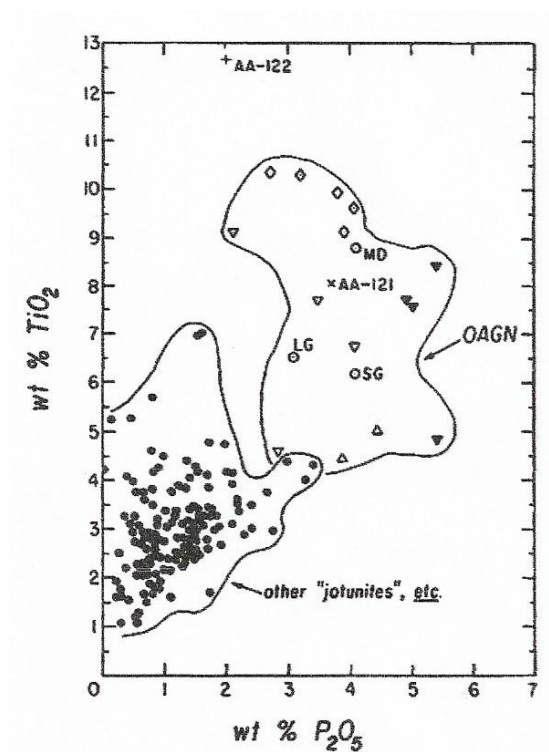 13
12
11
10
9
8
7
6
5
4
3
2
1
wt % TiO₂
+AA-122
MD
×AA-121
LG
SG
OAGN
other "jotunites", etc.
0 1 2 3 4 5 6 7
wt % P₂O₅